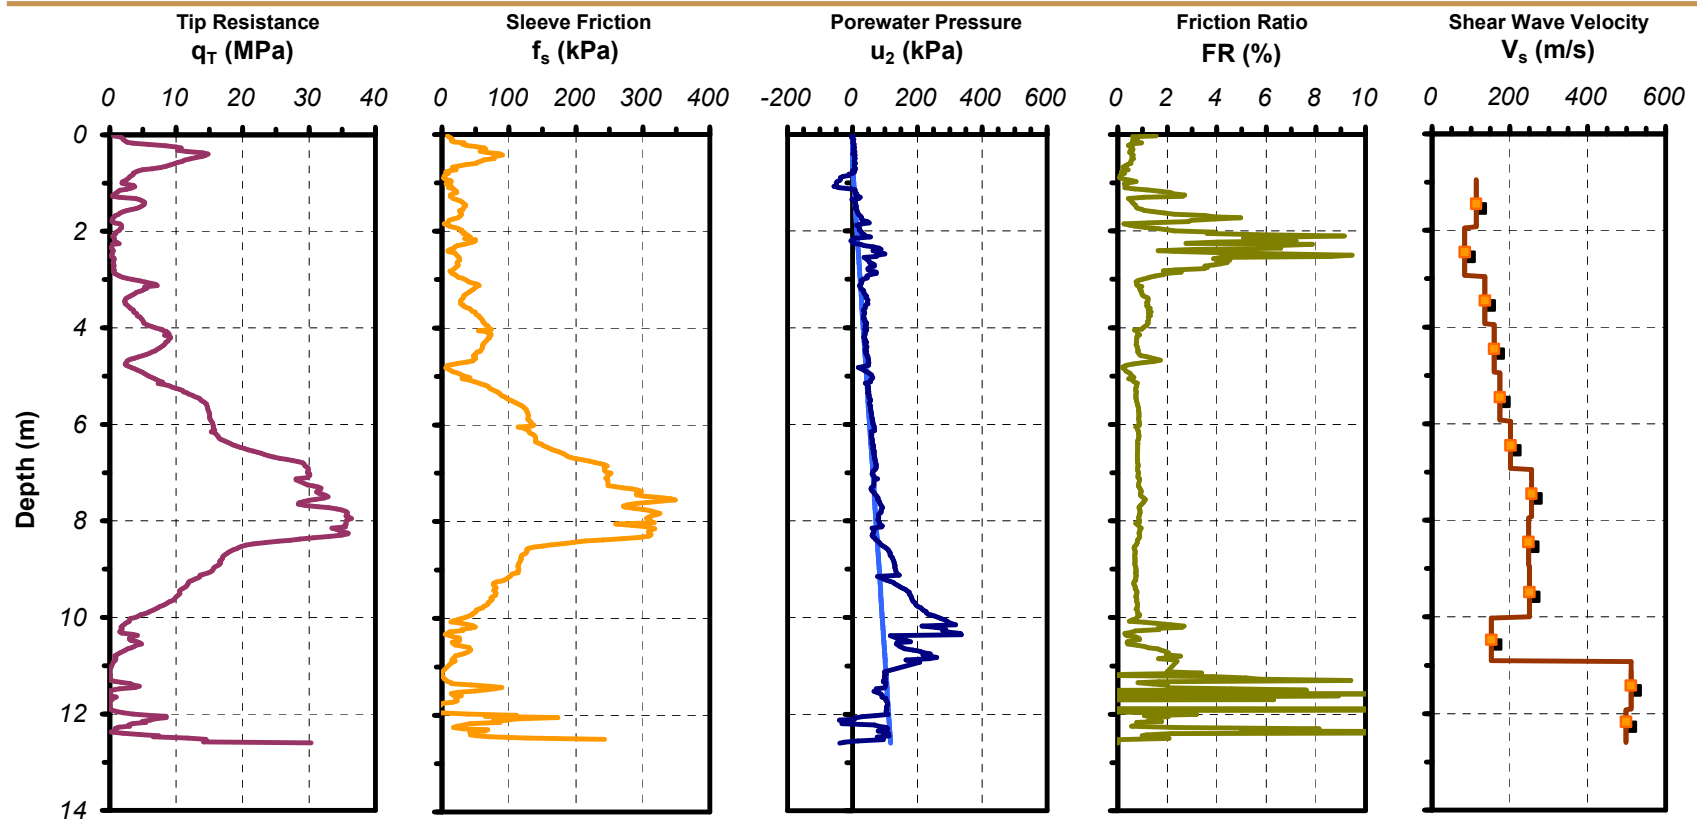 Tip Resistance
qT (MPa)
Sleeve Friction
fs (kPa)
Porewater Pressure
u2 (kPa)
Friction Ratio
FR (%)
Shear Wave Velocity
Vs (m/s)
0 10 20 30 40
0 100 200 300 400
-200 0 200 400 600
0 2 4 6 8 10
0 200 400 600
0
2
4
6
8
10
12
14
Depth (m)